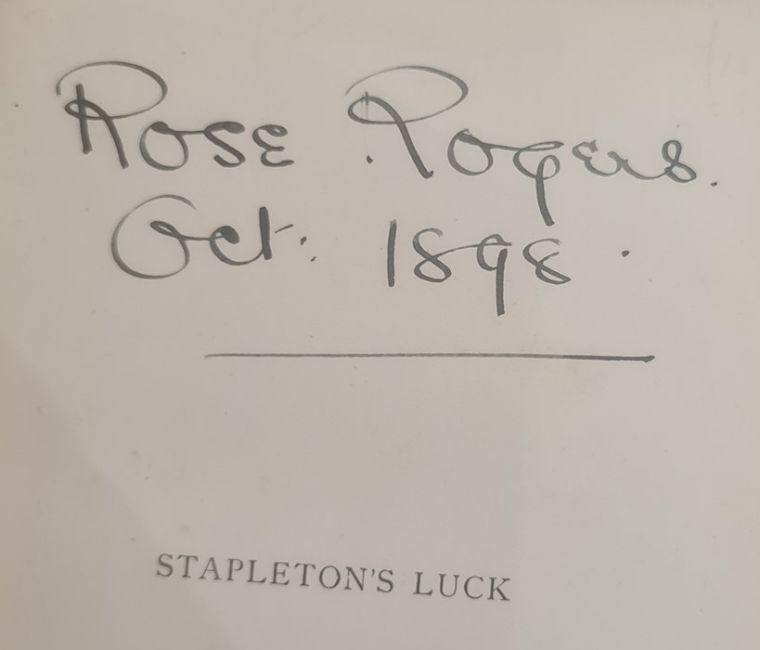 Rose Rogers.
Oct. 1898.
STAPLETON'S LUCK